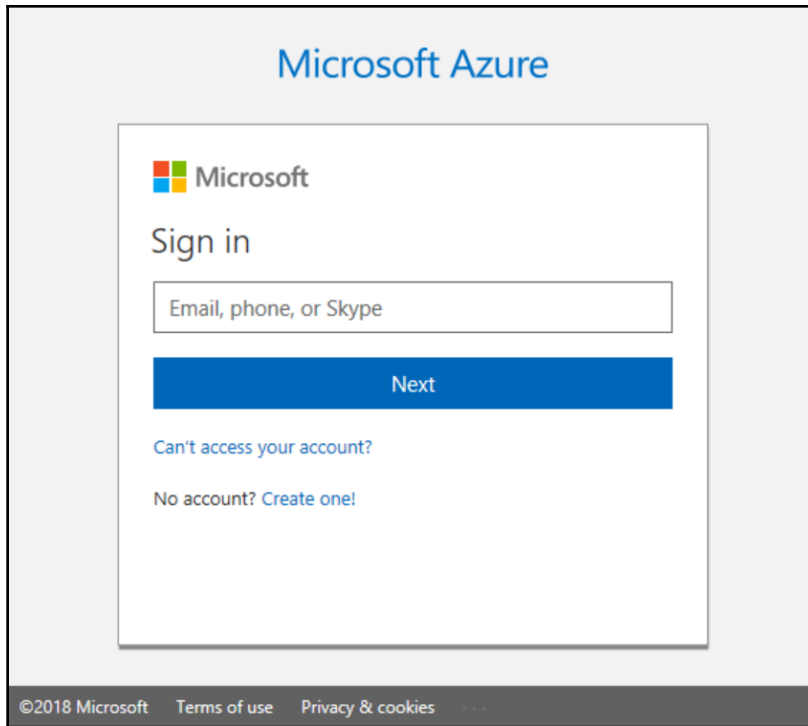 Microsoft Azure
Microsoft
Sign in
Email, phone, or Skype
Next
Can't access your account?
No account? Create one!
©2018 Microsoft Terms of use Privacy & cookies ...